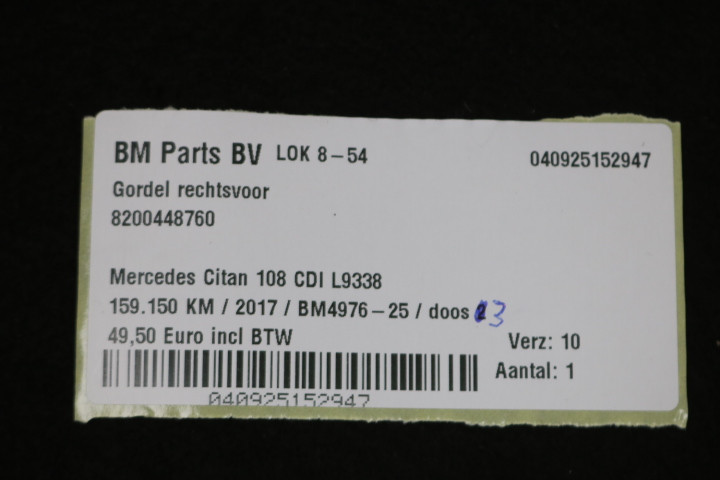 BM Parts BV LOK 8-54 040925152947
Gordel rechtsvoor
8200448760
Mercedes Citan 108 CDI L9338
159.150 KM / 2017 / BM4976-25 / doos 3
49,50 Euro incl BTW Verz: 10
Aantal: 1
040925152947